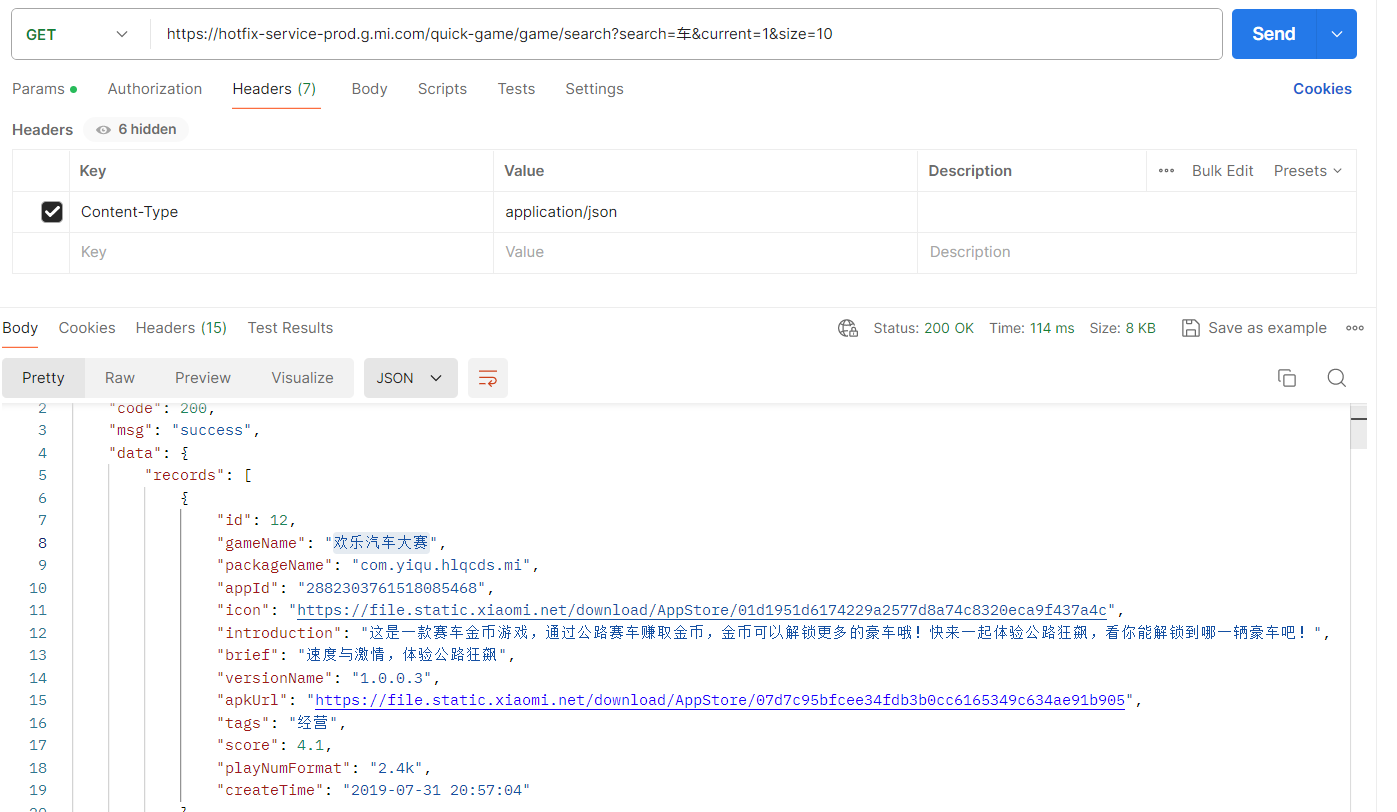 GET https://hotfix-service-prod.g.mi.com/quick-game/game/search?search=车&current=1&size=10 Send
Params Authorization Headers (7) Body Scripts Tests Settings Cookies
Headers 6 hidden
Key Value Description Bulk Edit Presets
Content-Type application/json
Key Value Description
Body Cookies Headers (15) Test Results Status: 200 OK Time: 114 ms Size: 8 KB Save as example
Pretty Raw Preview Visualize JSON
2 "code": 200,
3 "msg": "success",
4 "data": {
5 "records": [
6 {
7 "id": 12,
8 "gameName": "欢乐汽车大赛",
9 "packageName": "com.yiqu.hlqcds.mi",
10 "appId": "2882303761518085468",
11 "icon": "https://file.static.xiaomi.net/download/AppStore/01d1951d6174229a2577d8a74c8320eca9f437a4c",
12 "introduction": "这是一款赛车金币游戏，通过公路赛车赚取金币，金币可以解锁更多的豪车哦！快来一起体验公路狂飙，看你能解锁到哪一辆豪车吧！",
13 "brief": "速度与激情，体验公路狂飙",
14 "versionName": "1.0.0.3",
15 "apkUrl": "https://file.static.xiaomi.net/download/AppStore/07d7c95bfcee34fdb3b0cc6165349c634ae91b905",
16 "tags": "经营",
17 "score": 4.1,
18 "playNumFormat": "2.4k",
19 "createTime": "2019-07-31 20:57:04"